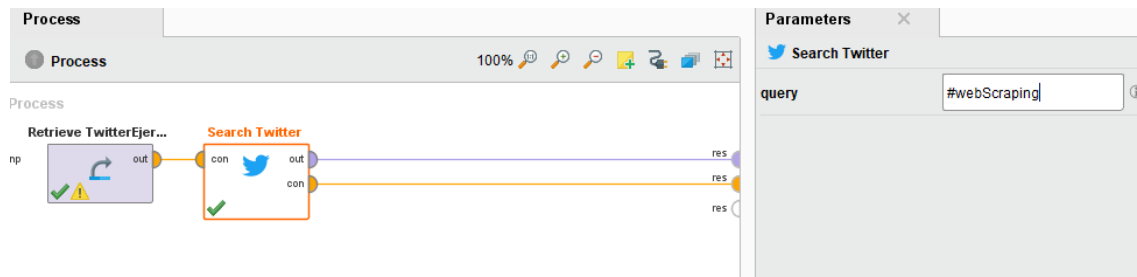 Process
Parameters
Process
100%
Search Twitter
query
#webScraping
Process
Retrieve TwitterEjer...
Search Twitter
np
out
con
out
con
res
res
res